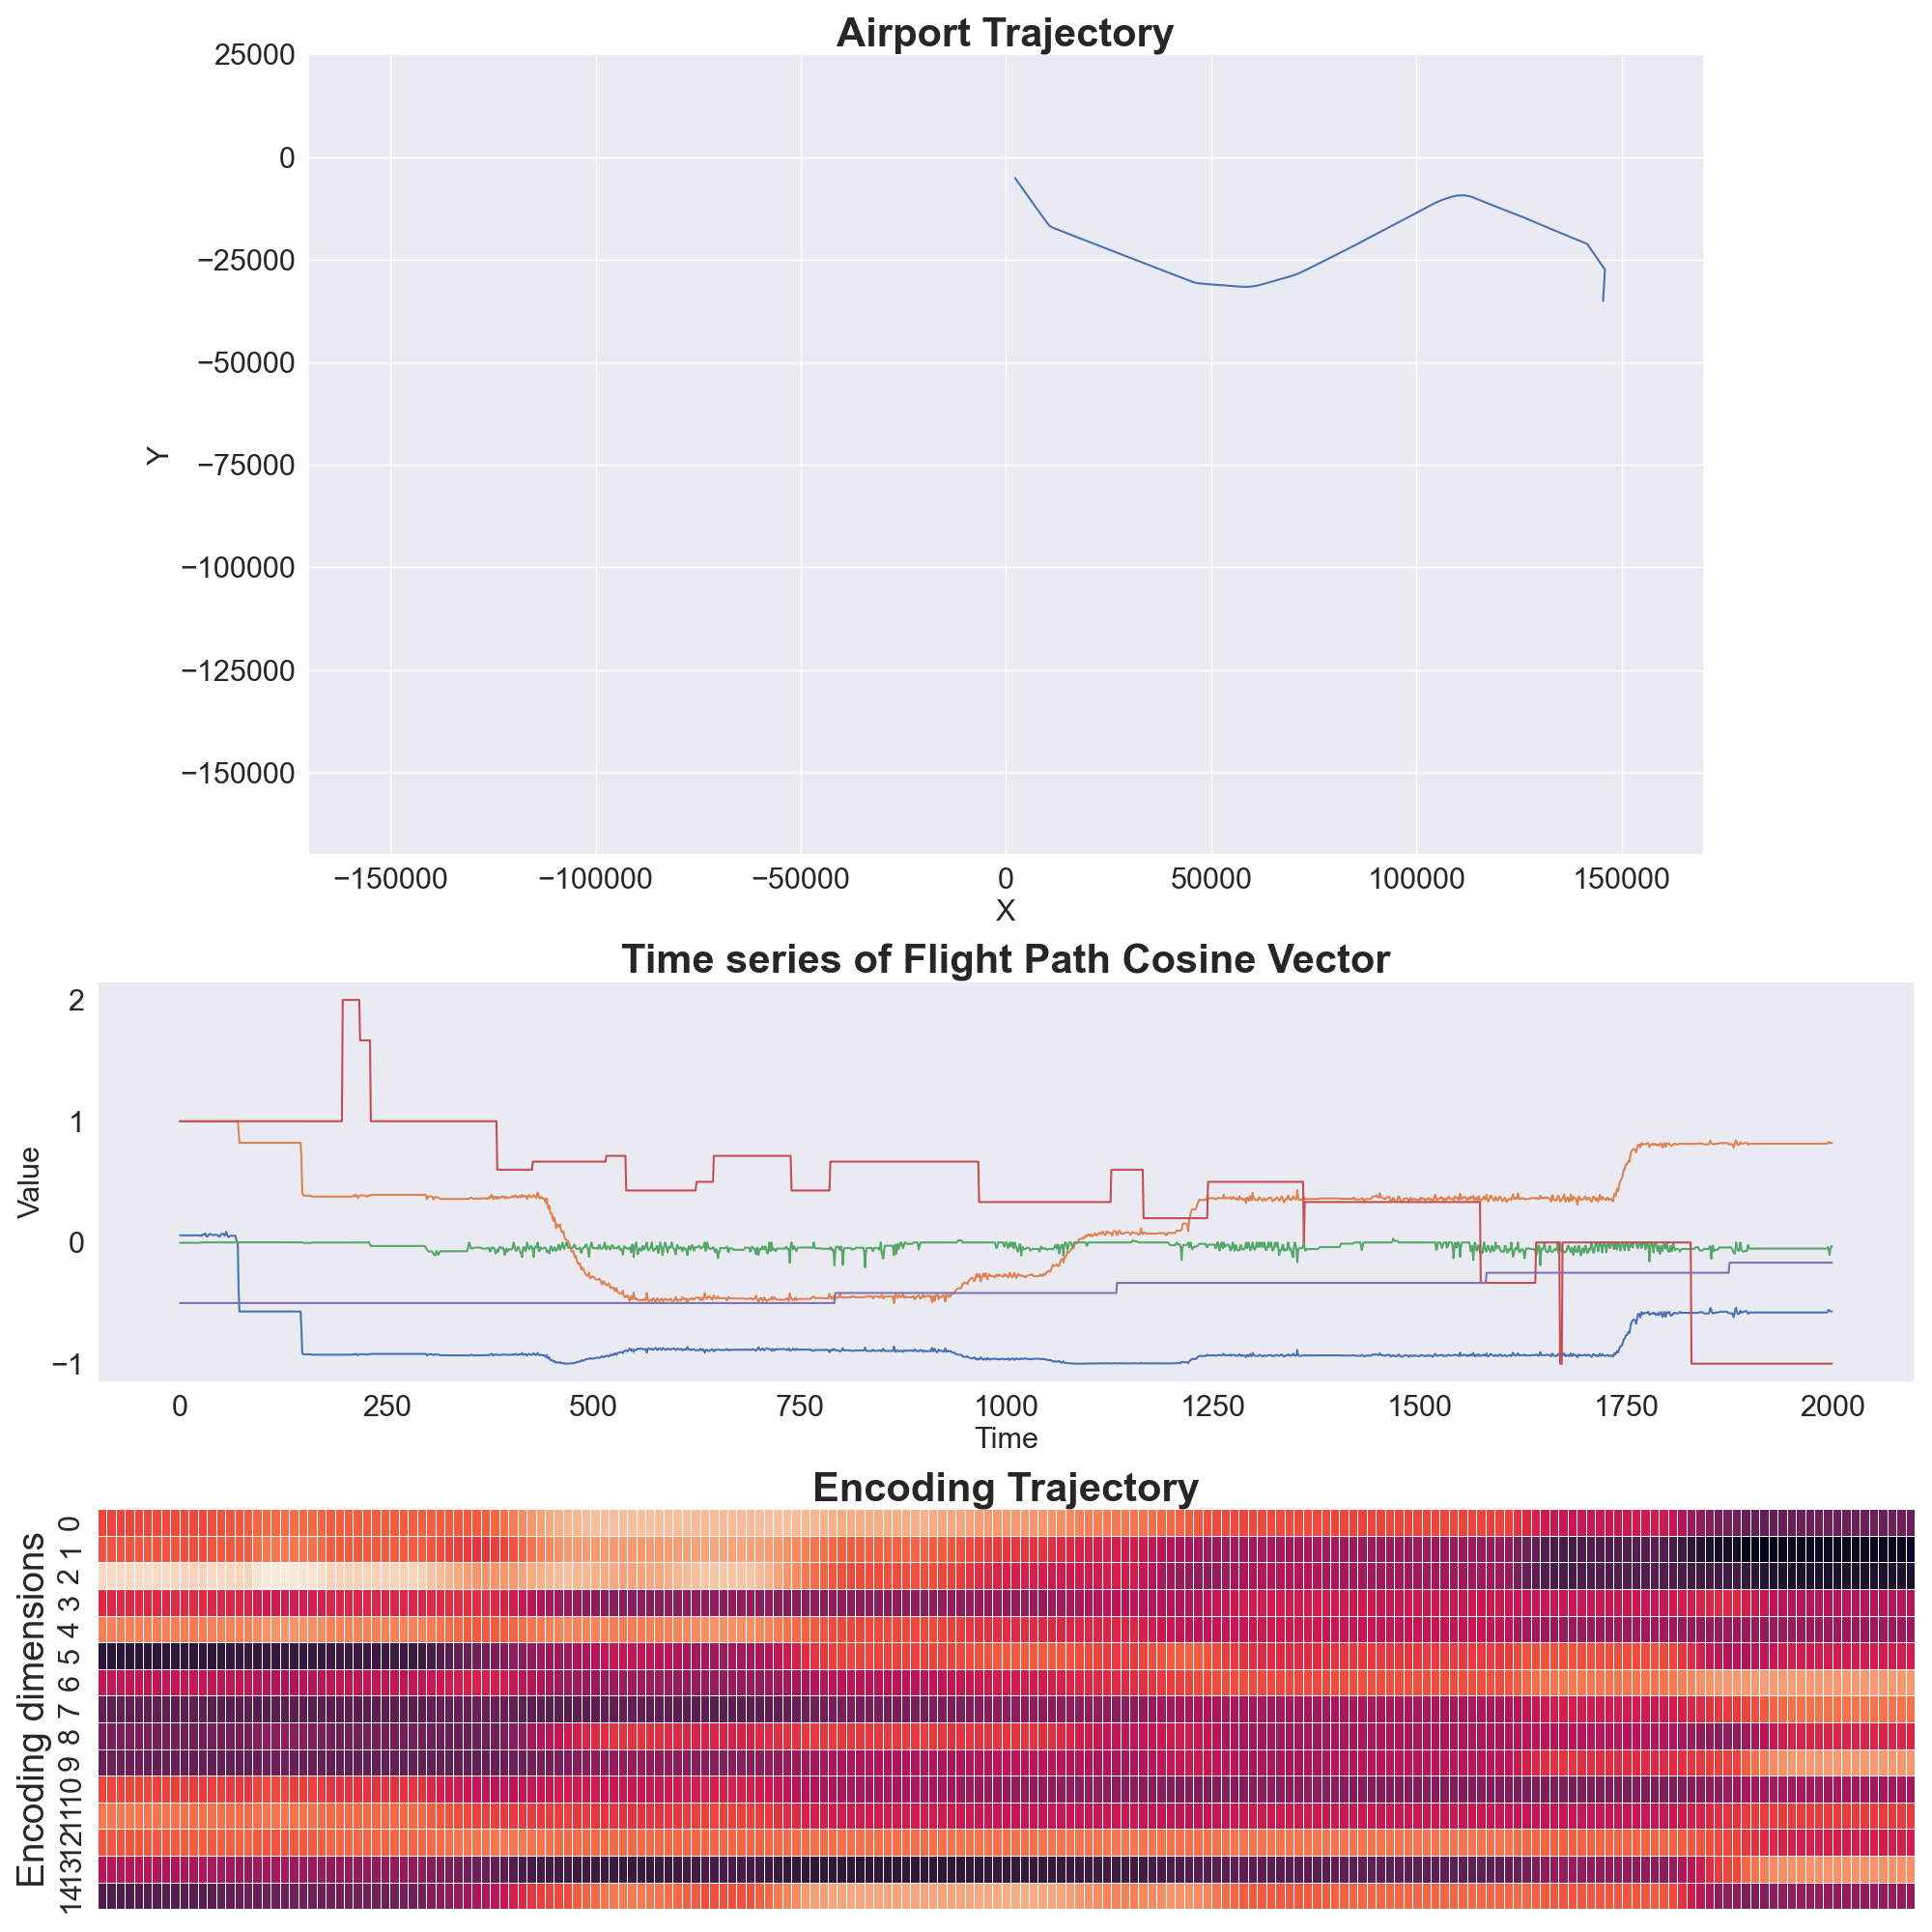 Airport Trajectory
25000
0
−25000
−50000
−75000
−100000
−125000
−150000
Y
−150000 −100000 −50000 0 50000 100000 150000
X
Time series of Flight Path Cosine Vector
2
1
0
−1
Value
0 250 500 750 1000 1250 1500 1750 2000
Time
Encoding Trajectory
Encoding dimensions
0
1
2
3
4
5
6
7
8
9
10
11
12
13
14